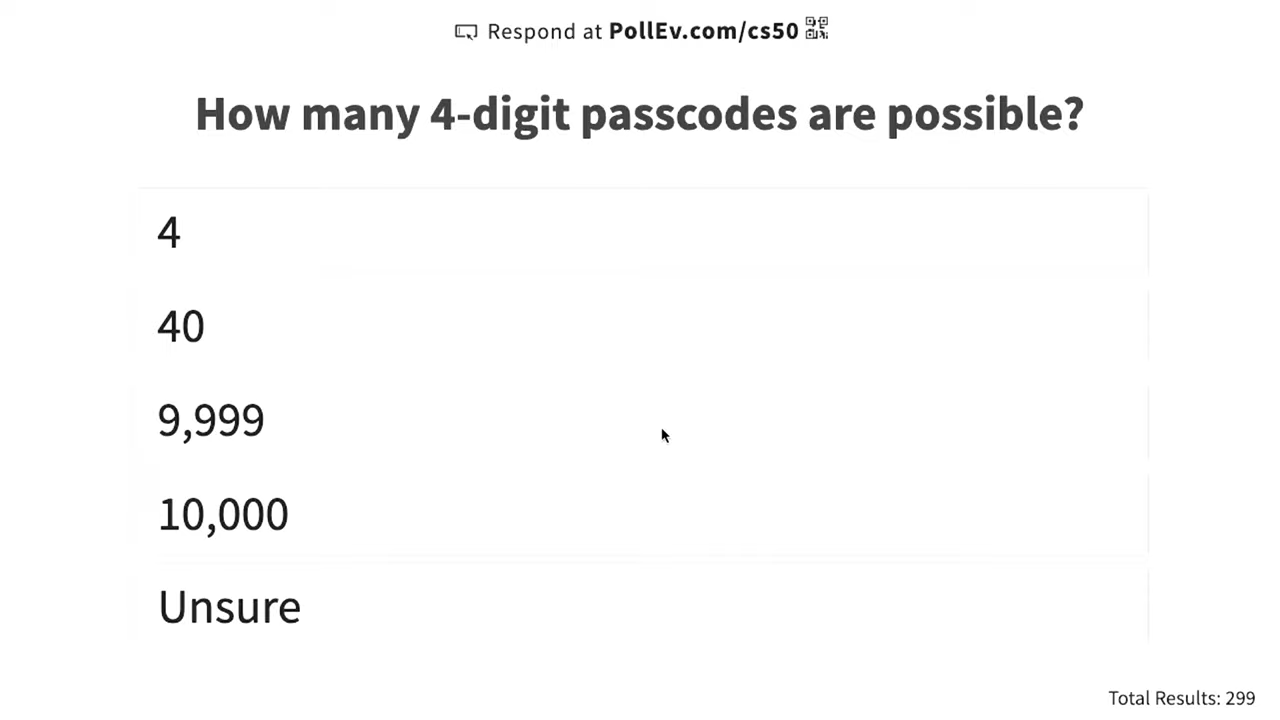 Respond at PollEv.com/cs50
How many 4-digit passcodes are possible?
4
40
9,999
10,000
Unsure
Total Results: 299